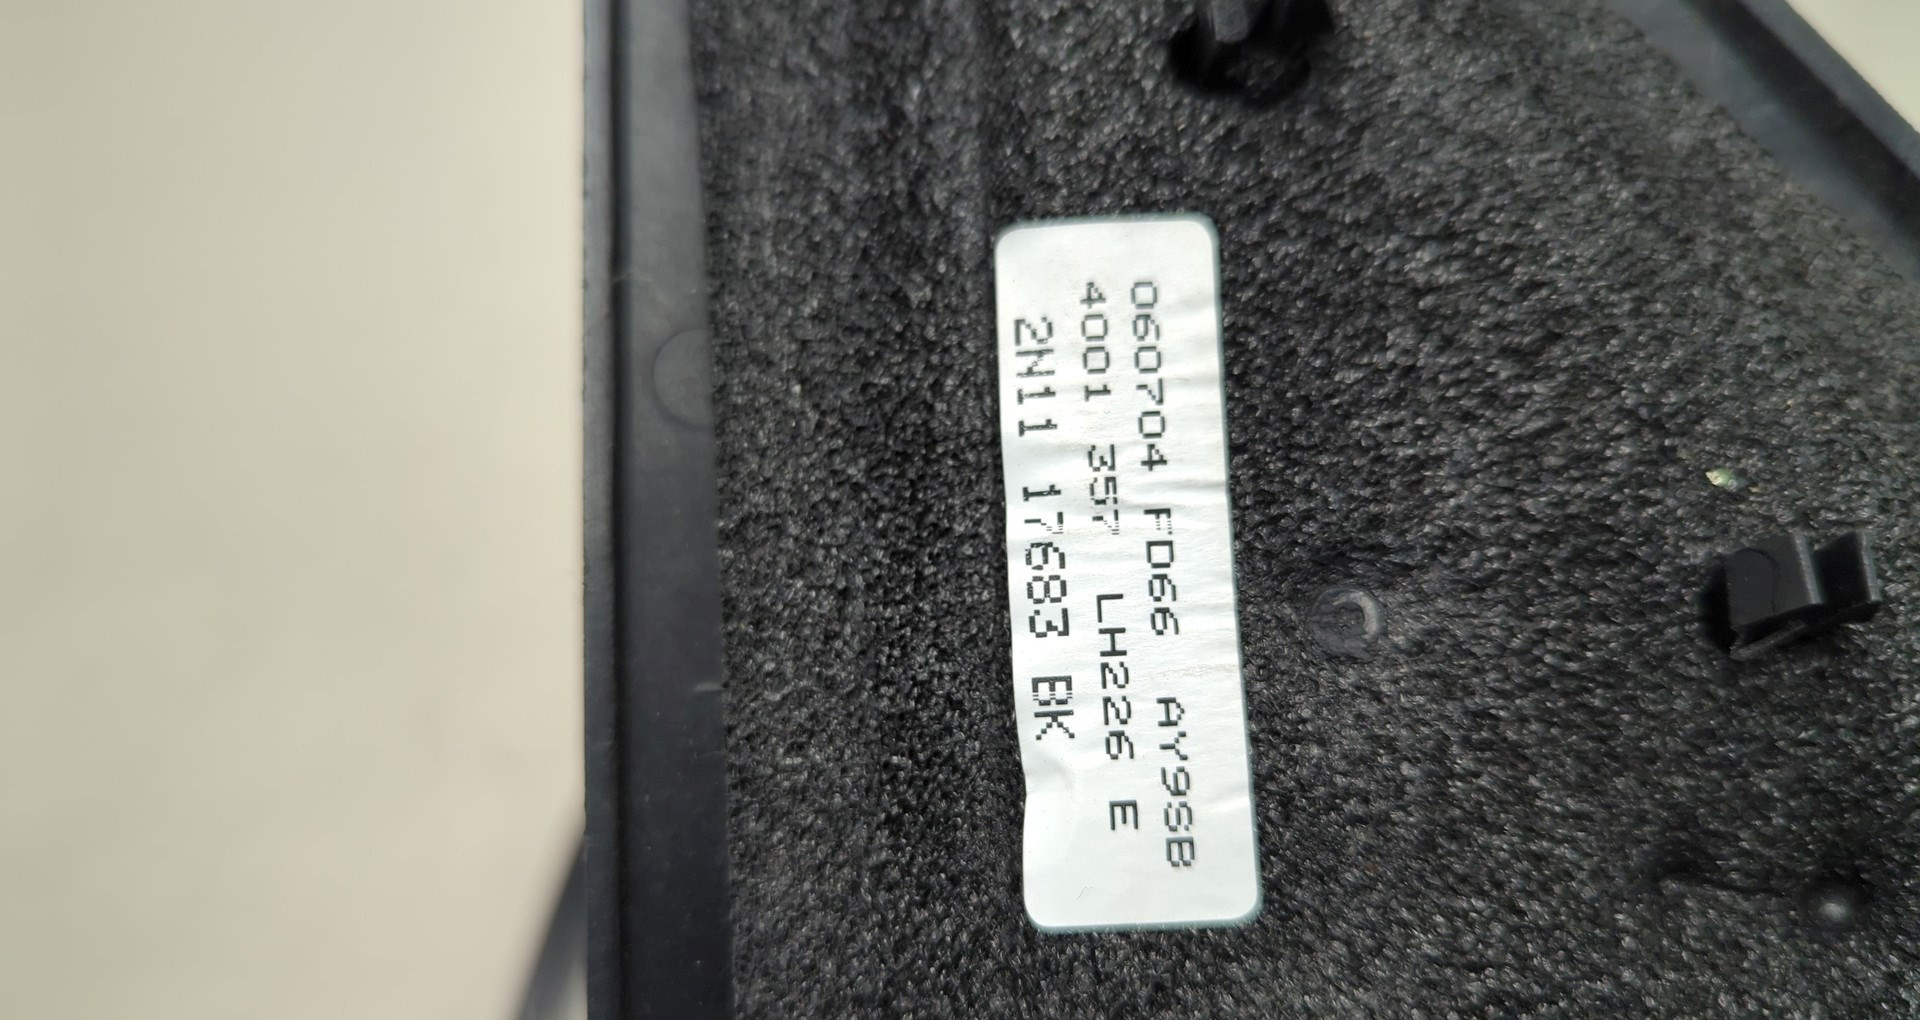 060704 FD66 AY9SB
4001 357 LH226 E
2N11 17683 BK